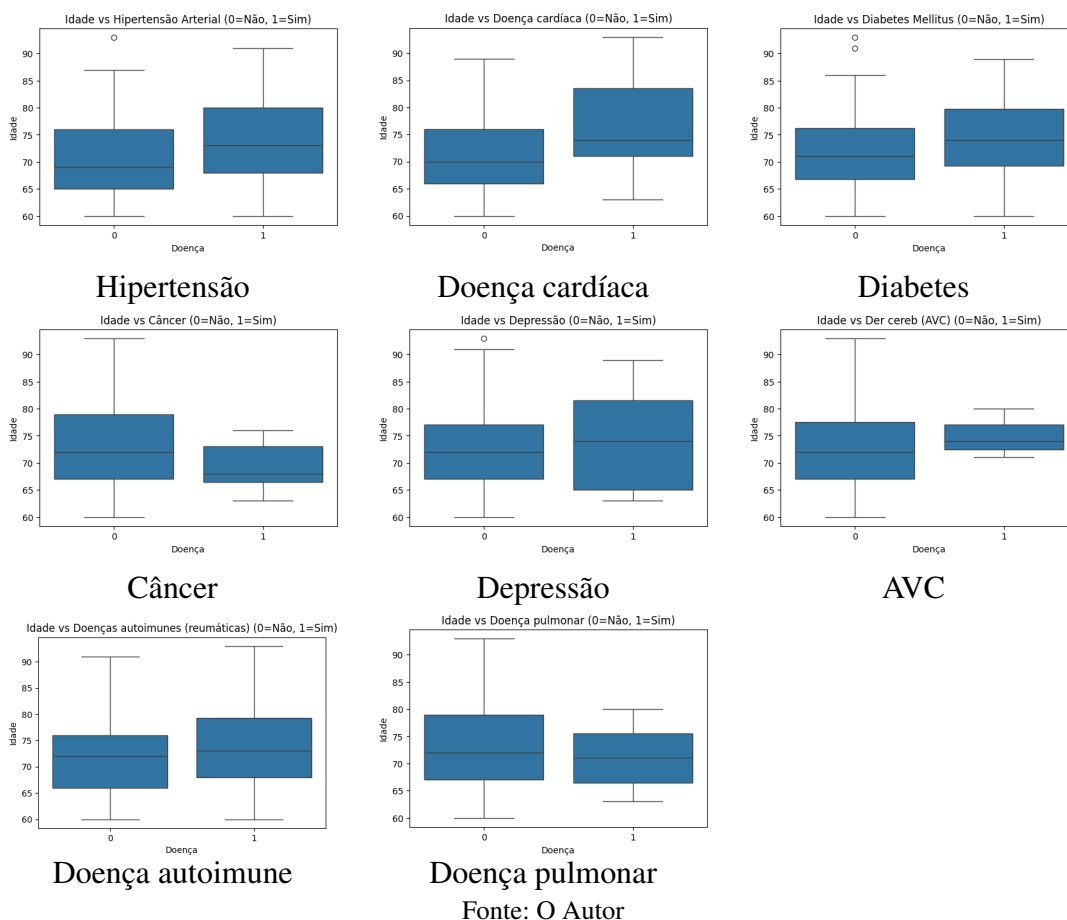 Idade vs Hipertensão Arterial (0=Não, 1=Sim)
90
85
80
75
70
65
60
Idade
0
1
Doença
Hipertensão
Idade vs Doença cardíaca (0=Não, 1=Sim)
90
85
80
75
70
65
60
Idade
0
1
Doença
Doença cardíaca
Idade vs Diabetes Mellitus (0=Não, 1=Sim)
90
85
80
75
70
65
60
Idade
0
1
Doença
Diabetes
Idade vs Câncer (0=Não, 1=Sim)
90
85
80
75
70
65
60
Idade
0
1
Doença
Câncer
Idade vs Depressão (0=Não, 1=Sim)
90
85
80
75
70
65
60
Idade
0
1
Doença
Depressão
Idade vs Der cereb (AVC) (0=Não, 1=Sim)
90
85
80
75
70
65
60
Idade
0
1
Doença
AVC
Idade vs Doenças autoimunes (reumáticas) (0=Não, 1=Sim)
90
85
80
75
70
65
60
Idade
0
1
Doença
Doença autoimune
Idade vs Doença pulmonar (0=Não, 1=Sim)
90
85
80
75
70
65
60
Idade
0
1
Doença
Doença pulmonar
Fonte: O Autor